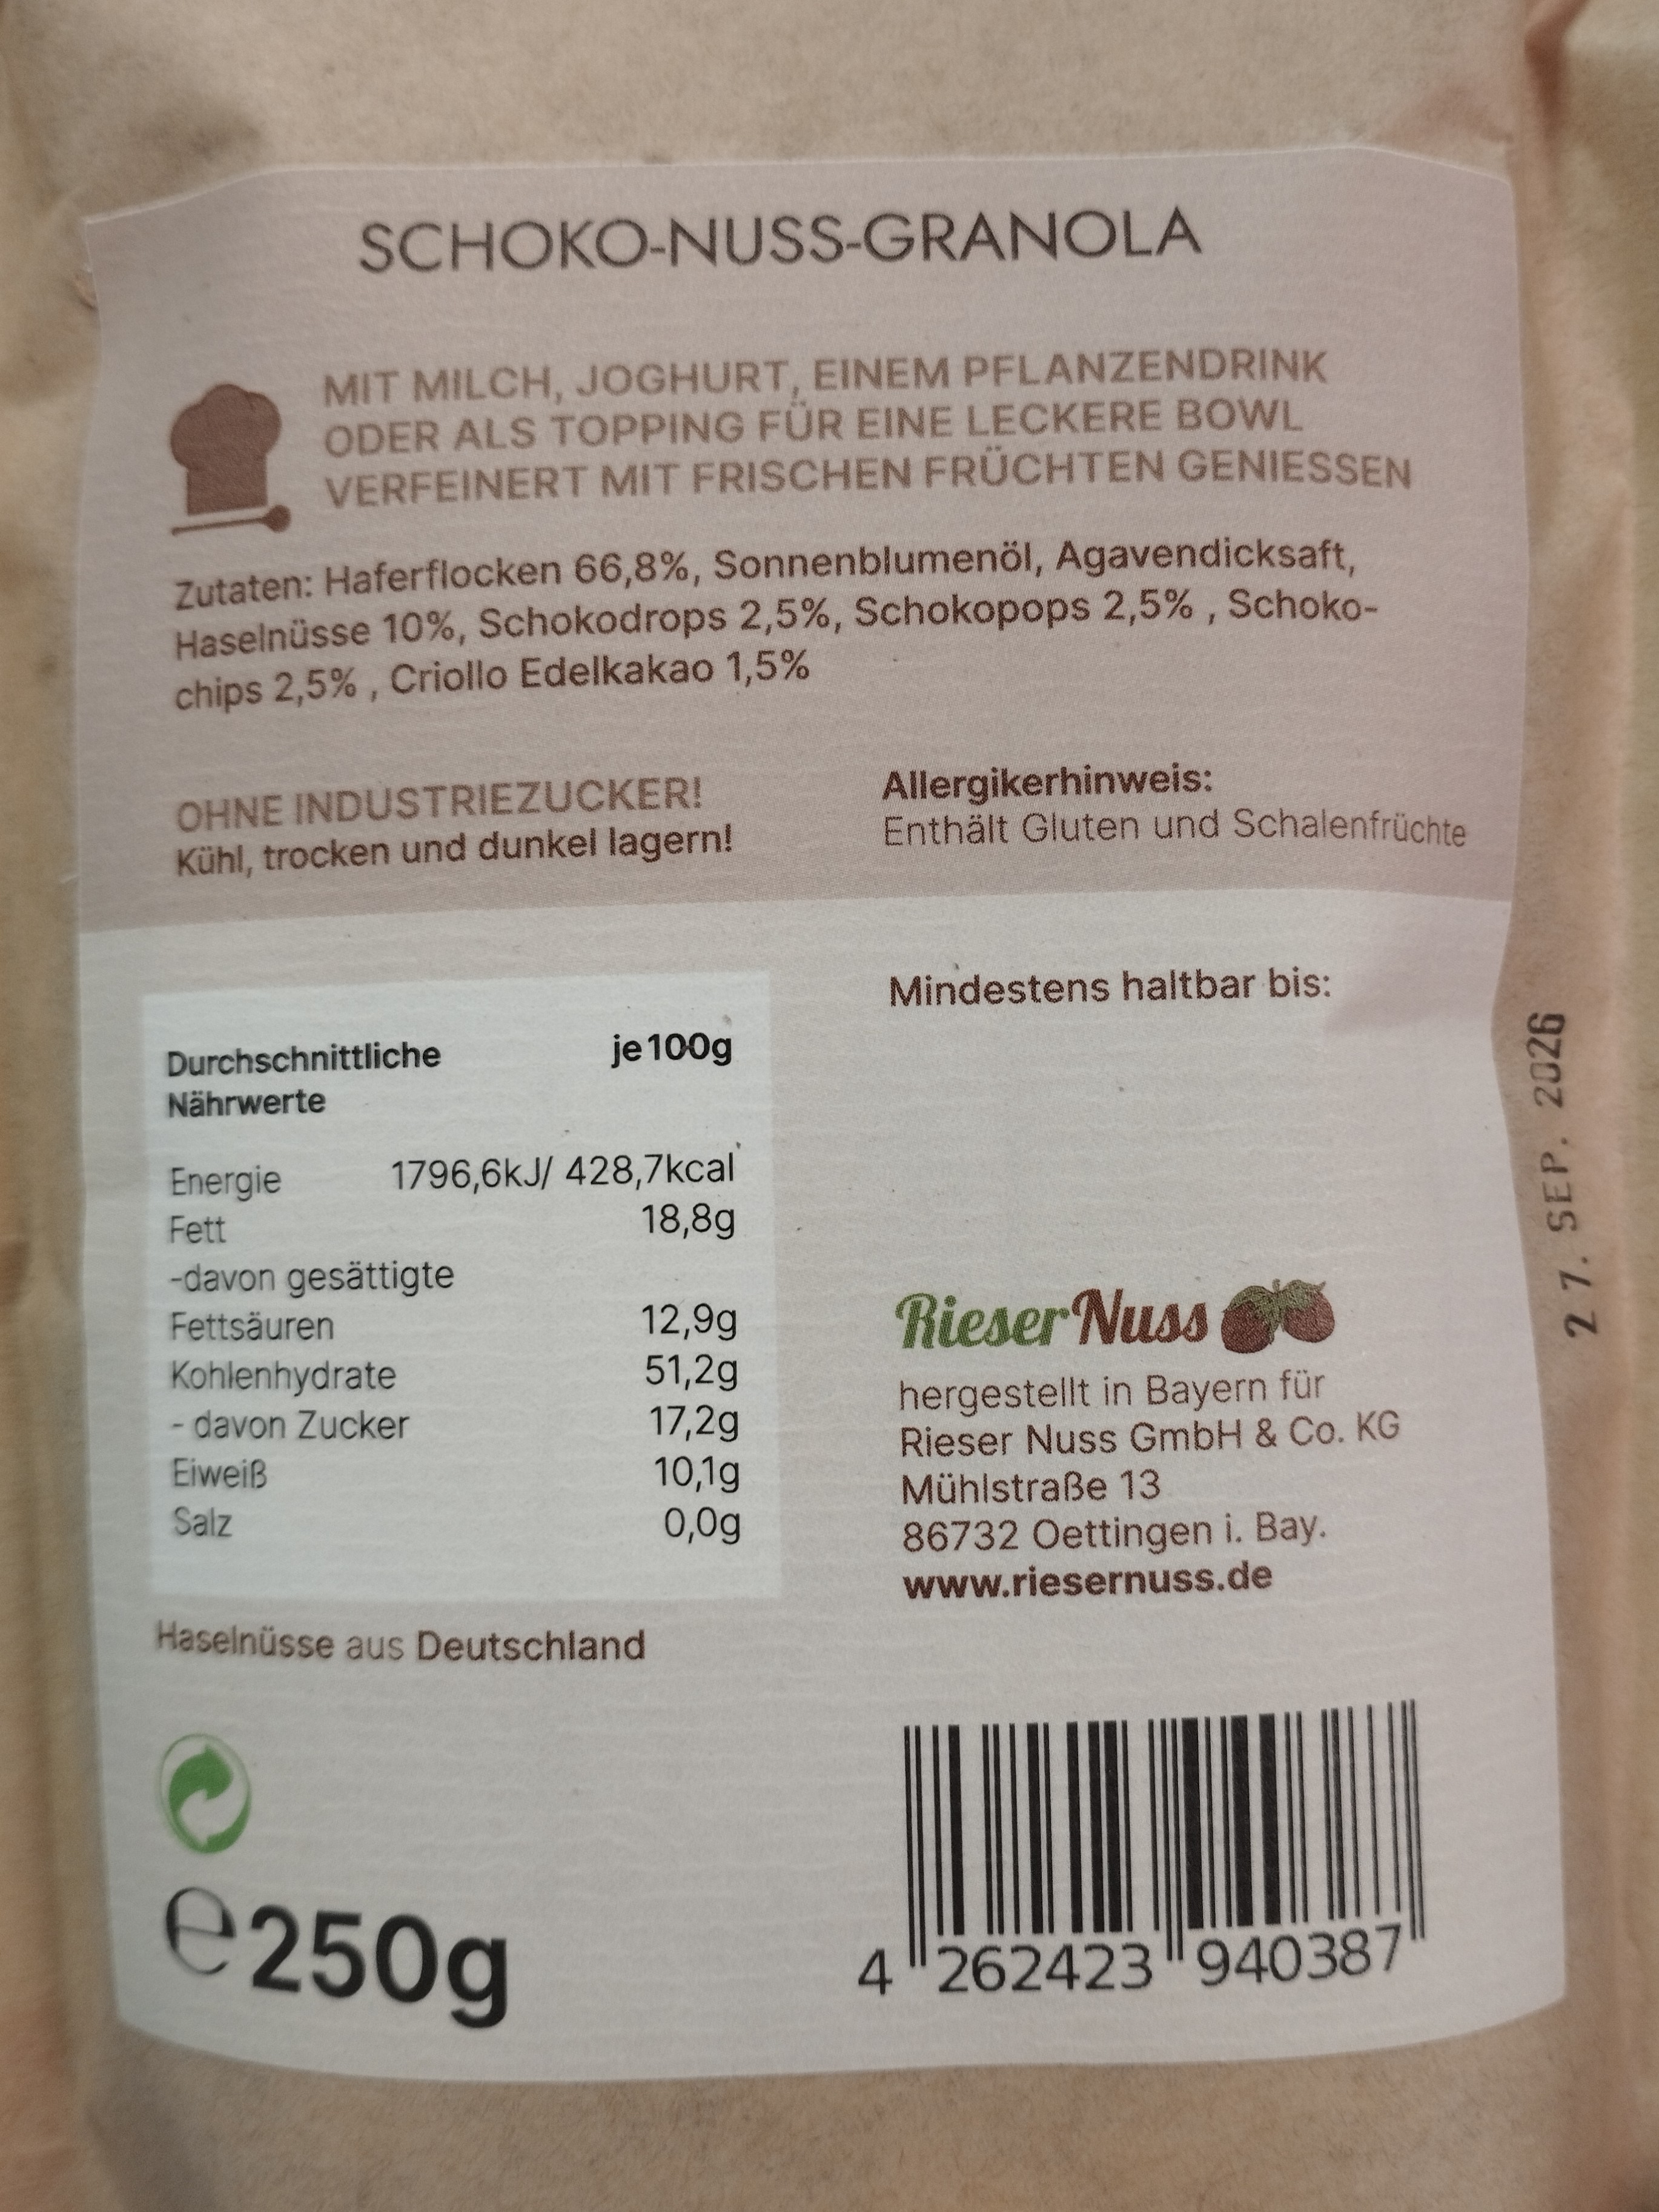 SCHOKO-NUSS-GRANOLA
MIT MILCH, JOGHURT, EINEM PFLANZENDRINK
ODER ALS TOPPING FÜR EINE LECKERE BOWL
VERFEINERT MIT FRISCHEN FRÜCHTEN GENIESSEN
Zutaten: Haferflocken 66,8%, Sonnenblumenöl, Agavendicksaft,
Haselnüsse 10%, Schokodrops 2,5%, Schokopops 2,5% , Schoko-
chips 2,5% , Criollo Edelkakao 1,5%
OHNE INDUSTRIEZUCKER!
Kühl, trocken und dunkel lagern!
Allergikerhinweis:
Enthält Gluten und Schalenfrüchte
Durchschnittliche je100g
Nährwerte
Energie 1796,6kJ/ 428,7kcal
Fett 18,8g
-davon gesättigte
Fettsäuren 12,9g
Kohlenhydrate 51,2g
- davon Zucker 17,2g
Eiweiß 10,1g
Salz 0,0g
Haselnüsse aus Deutschland
℮250g
Mindestens haltbar bis:
27. SEP. 2026
RieserNuss
hergestellt in Bayern für
Rieser Nuss GmbH & Co. KG
Mühlstraße 13
86732 Oettingen i. Bay.
www.riesernuss.de
4 262423 940387